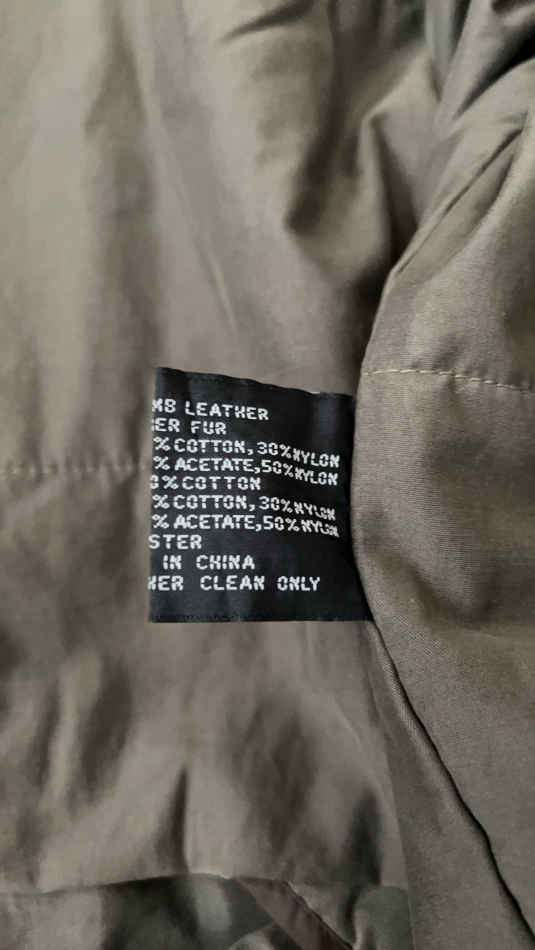 MB LEATHER
ER FUR
% COTTON, 30% NYLON
% ACETATE, 50% NYLON
0% COTTON
% COTTON, 30% NYLON
% ACETATE, 50% NYLON
STER
IN CHINA
HER CLEAN ONLY